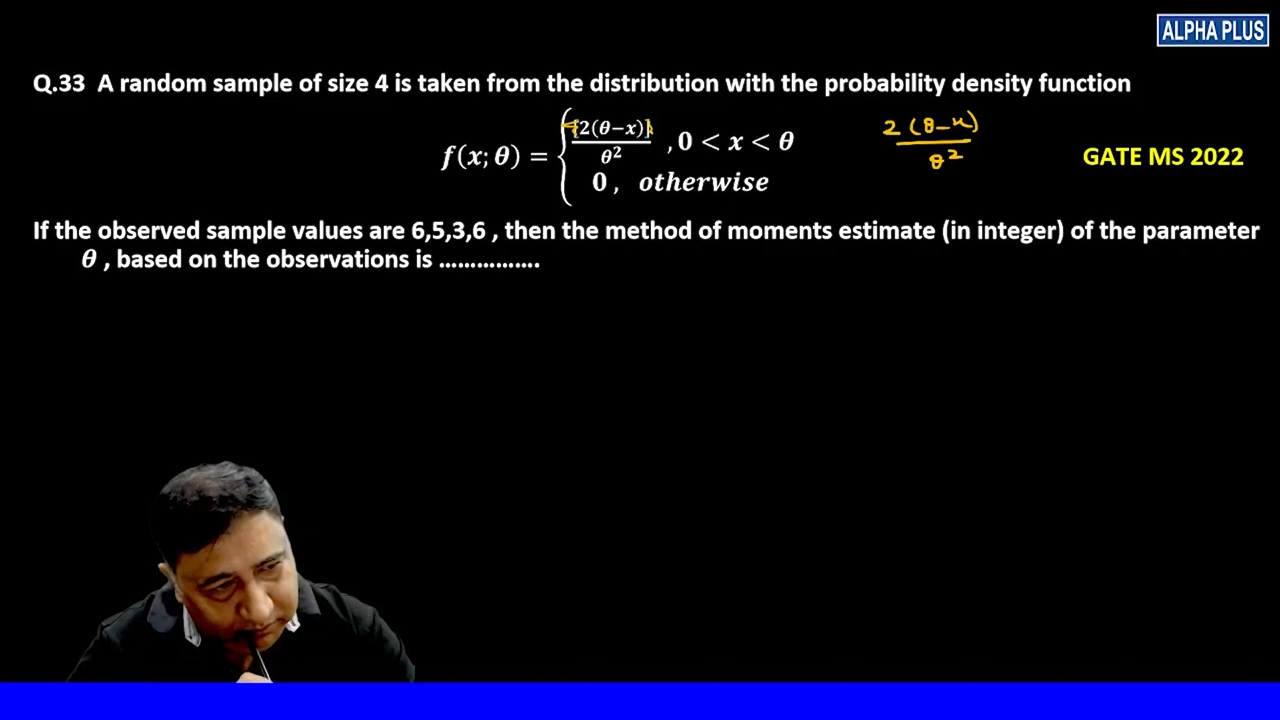 ALPHA PLUS
Q.33 A random sample of size 4 is taken from the distribution with the probability density function
f(x; θ) = { [2(θ−x)] / θ² , 0 < x < θ
0 , otherwise
2 (θ−x) / θ²
GATE MS 2022
If the observed sample values are 6,5,3,6 , then the method of moments estimate (in integer) of the parameter
θ , based on the observations is ................